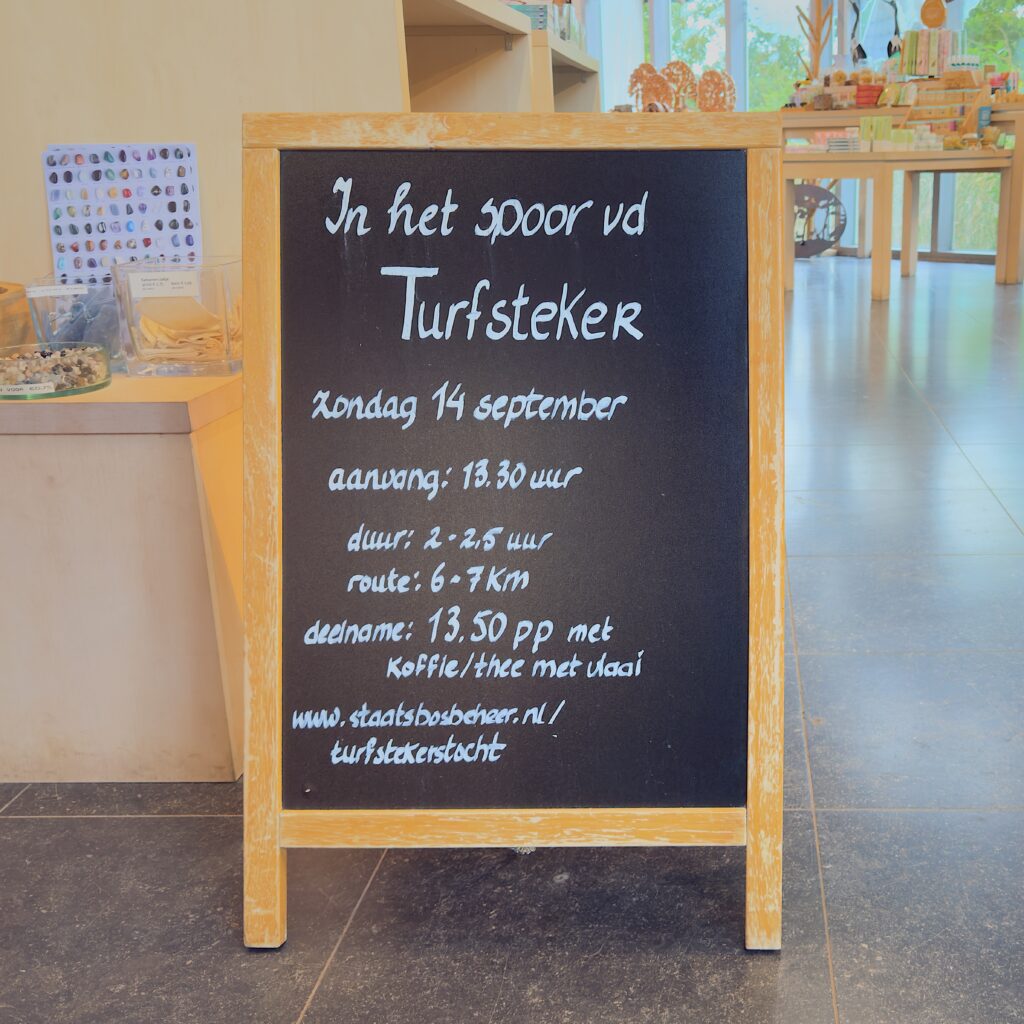 In het spoor vd
Turfsteker
zondag 14 september
aanvang: 13.30 uur
duur: 2-2,5 uur
route: 6-7 Km
deelname: 13,50 pp met
Koffie/thee met vlaai
www.staatsbosbeheer.nl/
turfstekerstocht